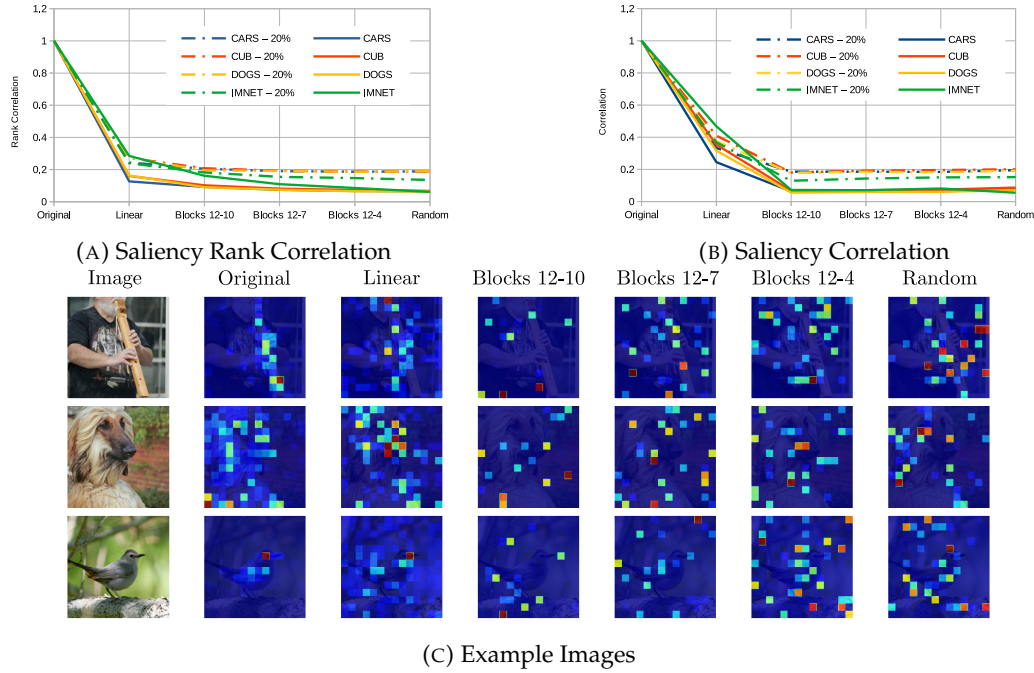 1,2
1
0,8
0,6
0,4
0,2
0
Rank Correlation
CARS – 20% CARS
CUB – 20% CUB
DOGS – 20% DOGS
IMNET – 20% IMNET
Original Linear Blocks 12-10 Blocks 12-7 Blocks 12-4 Random
(A) Saliency Rank Correlation
1,2
1
0,8
0,6
0,4
0,2
0
Correlation
CARS – 20% CARS
CUB – 20% CUB
DOGS – 20% DOGS
IMNET – 20% IMNET
Original Linear Blocks 12-10 Blocks 12-7 Blocks 12-4 Random
(B) Saliency Correlation
Image Original Linear Blocks 12-10 Blocks 12-7 Blocks 12-4 Random
(C) Example Images